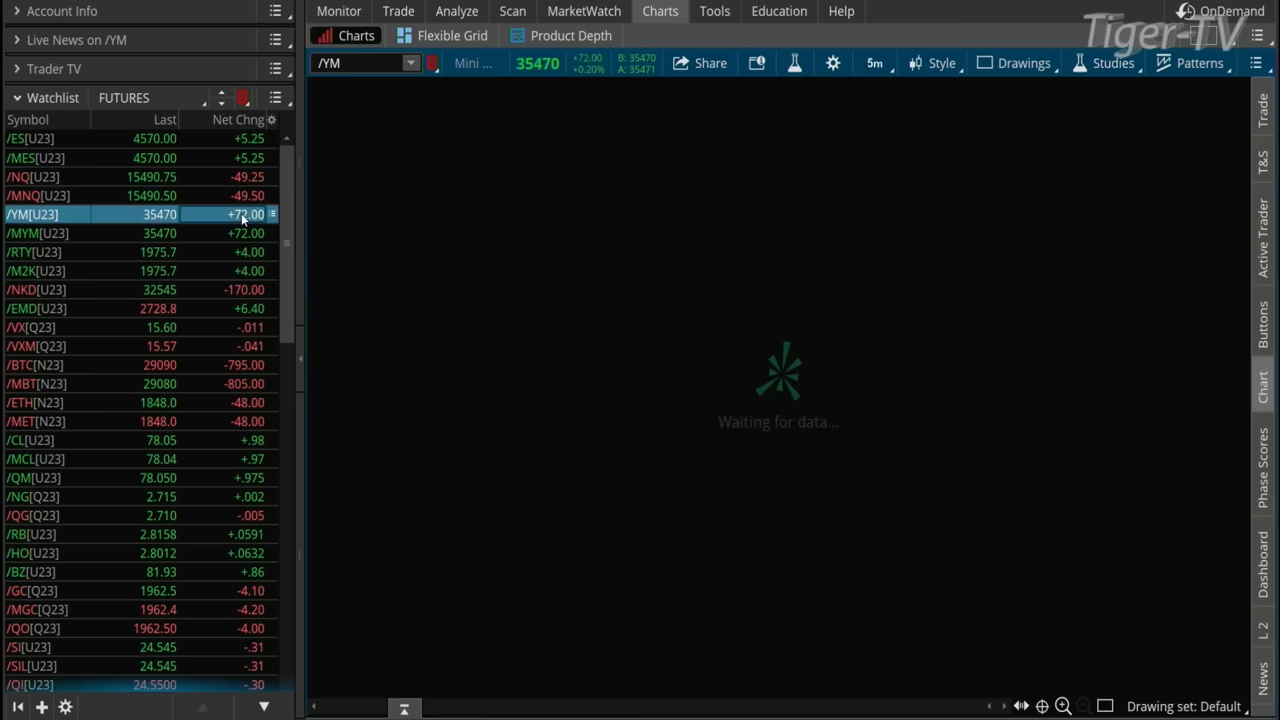 Account Info
Monitor Trade Analyze Scan MarketWatch Charts Tools Education Help OnDemand
Tiger-TV
Live News on /YM
Charts Flexible Grid Product Depth
Trader TV
/YM Mini ... 35470 +72.00 +0.20% B: 35470 A: 35471 Share 5m Style Drawings Studies Patterns
Watchlist FUTURES
Symbol Last Net Chng
/ES[U23] 4570.00 +5.25
/MES[U23] 4570.00 +5.25
/NQ[U23] 15490.75 -49.25
/MNQ[U23] 15490.50 -49.50
/YM[U23] 35470 +72.00
/MYM[U23] 35470 +72.00
/RTY[U23] 1975.7 +4.00
/M2K[U23] 1975.7 +4.00
/NKD[U23] 32545 -170.00
/EMD[U23] 2728.8 +6.40
/VX[Q23] 15.60 -.011
/VXM[Q23] 15.57 -.041
/BTC[N23] 29090 -795.00
/MBT[N23] 29080 -805.00
/ETH[N23] 1848.0 -48.00
/MET[N23] 1848.0 -48.00
/CL[U23] 78.05 +.98
/MCL[U23] 78.04 +.97
/QM[U23] 78.050 +.975
/NG[Q23] 2.715 +.002
/QG[Q23] 2.710 -.005
/RB[U23] 2.8158 +.0591
/HO[U23] 2.8012 +.0632
/BZ[U23] 81.93 +.86
/GC[Q23] 1962.5 -4.10
/MGC[Q23] 1962.4 -4.20
/QO[Q23] 1962.50 -4.00
/SI[U23] 24.545 -.31
/SIL[U23] 24.545 -.31
/QI[U23] 24.5500 -.30
Waiting for data...
Trade
T&S
Active Trader
Buttons
Chart
Phase Scores
Dashboard
L 2
News
Drawing set: Default